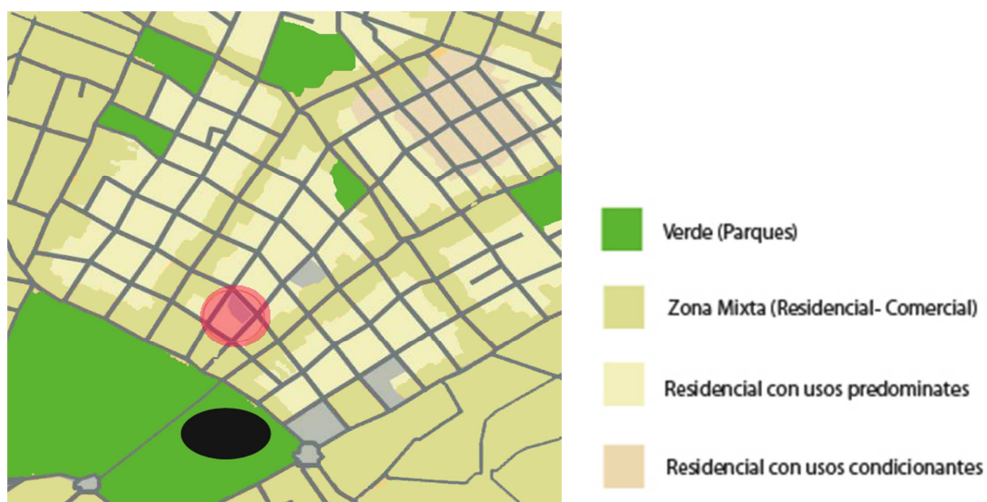 Verde (Parques)
Zona Mixta (Residencial- Comercial)
Residencial con usos predominates
Residencial con usos condicionantes